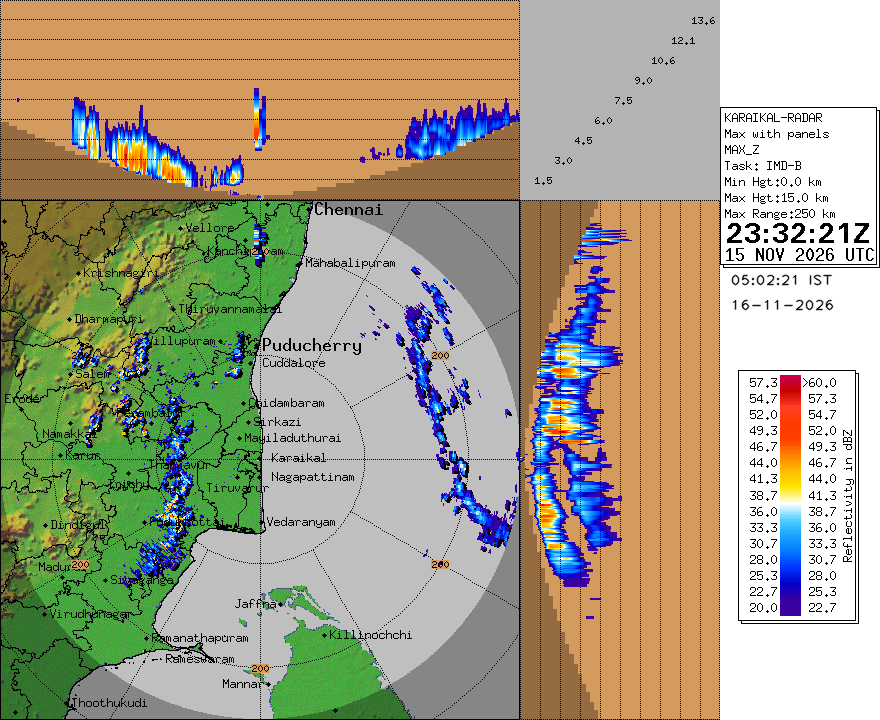 13.6
12.1
10.6
9.0
7.5
6.0
4.5
3.0
1.5
KARAIKAL-RADAR
Max with panels
MAX_Z
Task: IMD-B
Min Hgt:0.0 km
Max Hgt:15.0 km
Max Range:250 km
23:32:21Z
15 NOV 2026 UTC
05:02:21 IST
16-11-2026
57.3 >60.0
54.7 57.3
52.0 54.7
49.3 52.0
46.7 49.3
44.0 46.7
41.3 44.0
38.7 41.3
36.0 38.7
33.3 36.0
30.7 33.3
28.0 30.7
25.3 28.0
22.7 25.3
20.0 22.7
Reflectivity in dBZ
Chennai
Vellore
Mahabalipuram
Krishnagiri
Thiruvannamalai
Dharmapuri
Villupuram
Puducherry
Cuddalore
200
Salem
Erode
Chidambaram
Perambalur
Sirkazi
Namakkal
Mayiladuthurai
Karur
Karaikal
Thanjavur
Nagapattinam
Tiruvarur
Dindigul
Pudukkottai
Vedaranyam
200
200
Madurai
Sivaganga
Jaffna
Virudhunagar
Killinochchi
Ramanathapuram
Rameswaram
200
Mannar
Thoothukudi